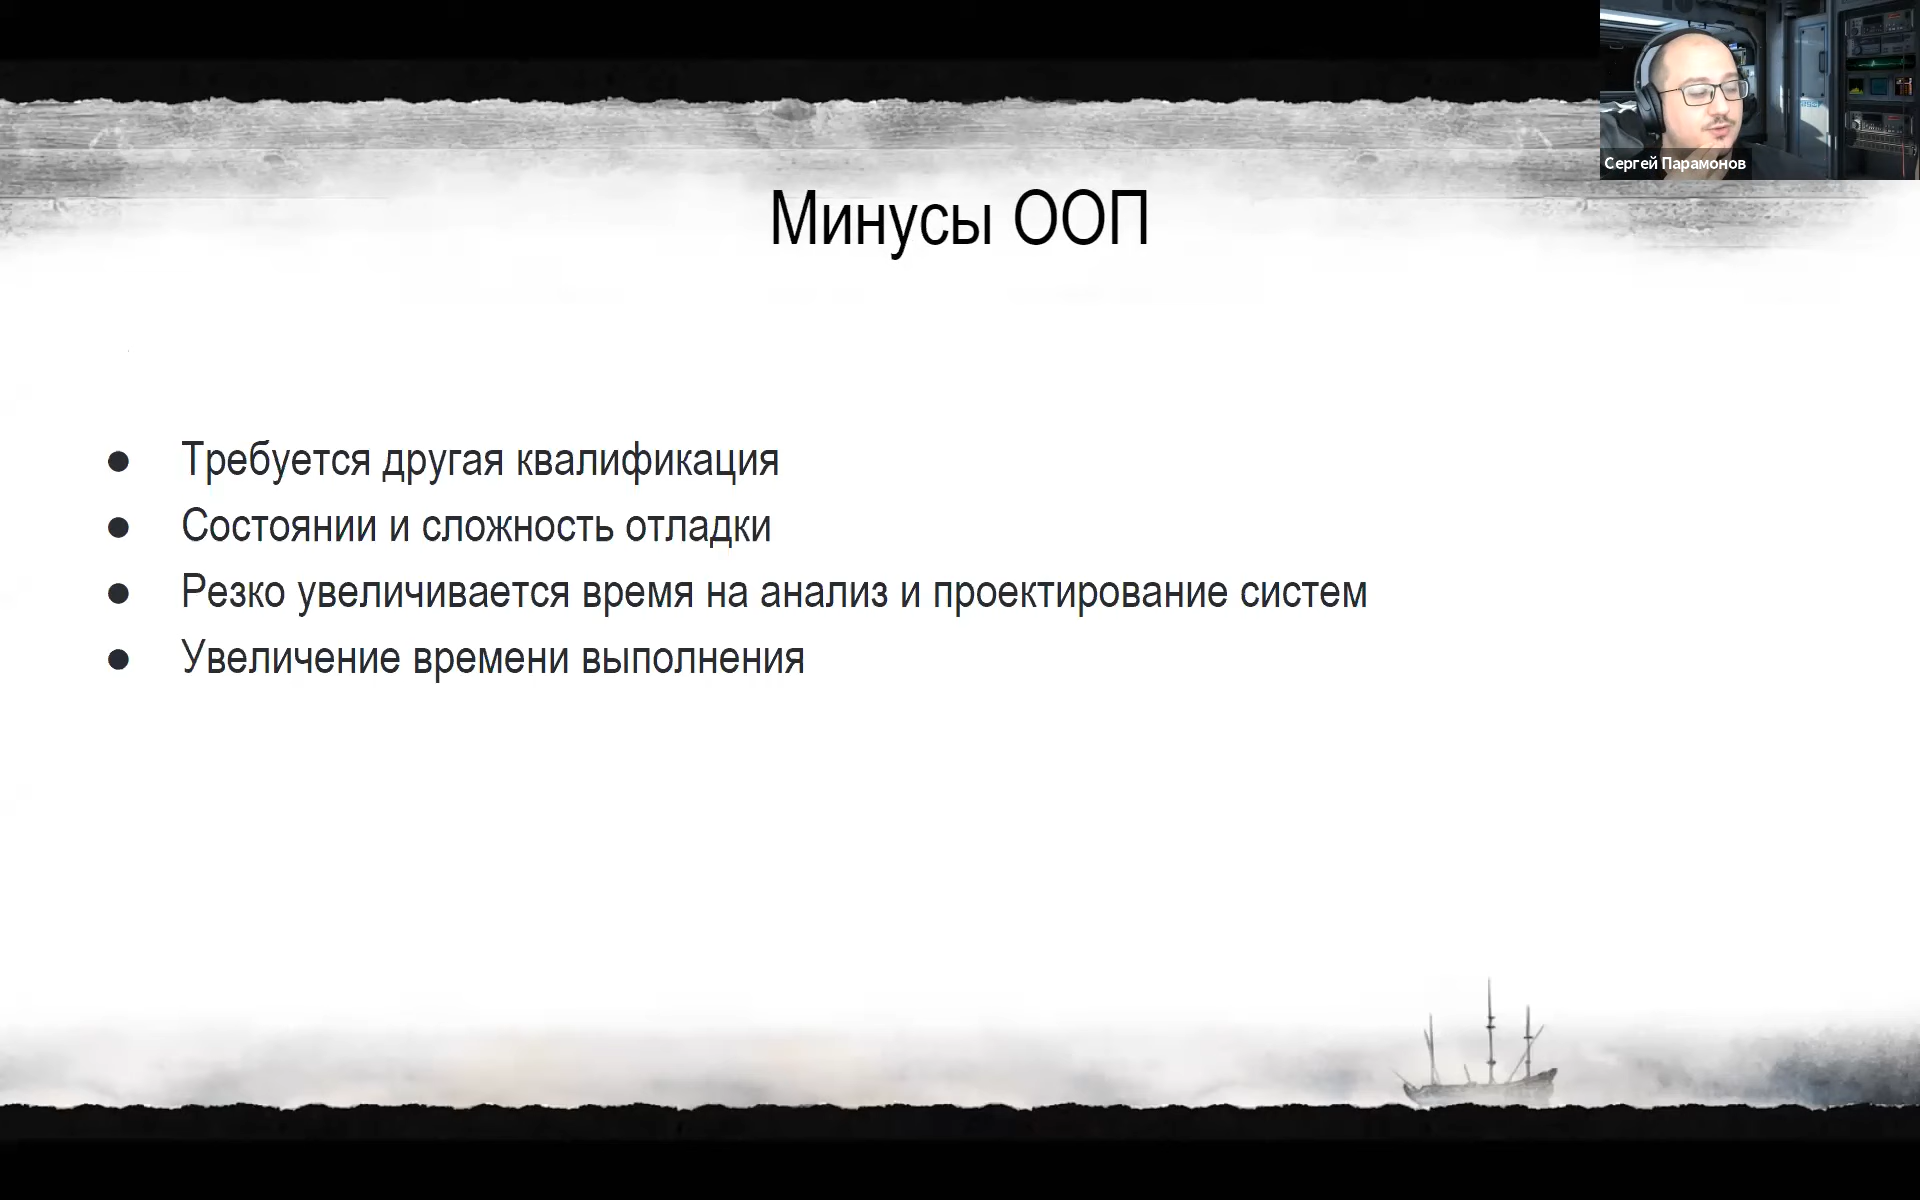 Сергей Парамонов
Минусы ООП
● Требуется другая квалификация
● Состоянии и сложность отладки
● Резко увеличивается время на анализ и проектирование систем
● Увеличение времени выполнения